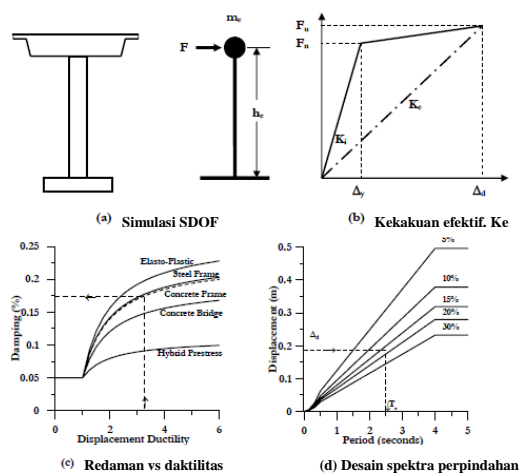 mₑ
F
hₑ
(a) Simulasi SDOF
Fᵤ
Fₙ
Kₑ
Kᵢ
Δᵧ
Δd
(b) Kekakuan efektif. Ke
0.25
0.2
0.15
0.1
0.05
0
Damping (%)
Elasto-Plastic
Steel Frame
Concrete Frame
Concrete Bridge
Hybrid Prestress
0 2 4 6
Displacement Ductility
(c) Redaman vs daktilitas
0.5
0.4
0.3
0.2
0.1
0
Displacement (m)
5%
10%
15%
20%
30%
Δd
Tₑ
0 1 2 3 4 5
Period (seconds)
(d) Desain spektra perpindahan